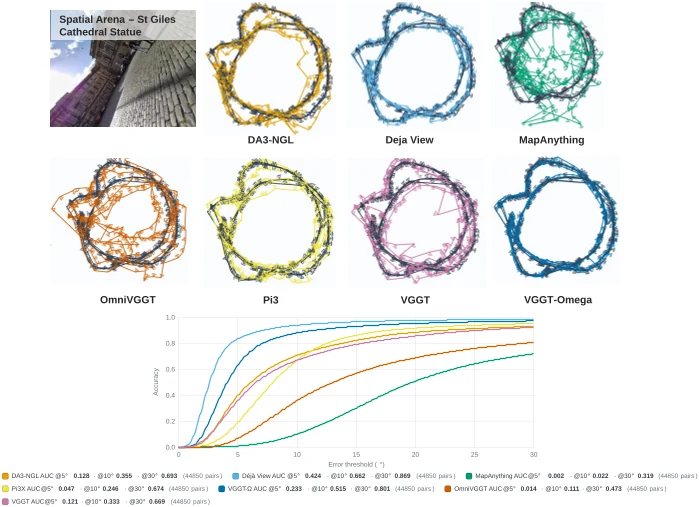 Spatial Arena – St Giles
Cathedral Statue
DA3-NGL
Deja View
MapAnything
OmniVGGT
Pi3
VGGT
VGGT-Omega
1.0
0.8
0.6
0.4
0.2
0.0
Accuracy
0
5
10
15
20
25
30
Error threshold ( °)
DA3-NGL AUC @5° 0.128 · @10° 0.355 · @30° 0.693 (44850 pairs)
Déjà View AUC @5° 0.424 · @10° 0.662 · @30° 0.869 (44850 pairs)
MapAnything AUC @5° 0.002 · @10° 0.022 · @30° 0.319 (44850 pairs)
Pi3X AUC @5° 0.047 · @10° 0.246 · @30° 0.674 (44850 pairs)
VGGT-Ω AUC @5° 0.233 · @10° 0.515 · @30° 0.801 (44850 pairs)
OmniVGGT AUC @5° 0.014 · @10° 0.111 · @30° 0.473 (44850 pairs)
VGGT AUC @5° 0.121 · @10° 0.333 · @30° 0.669 (44850 pairs)